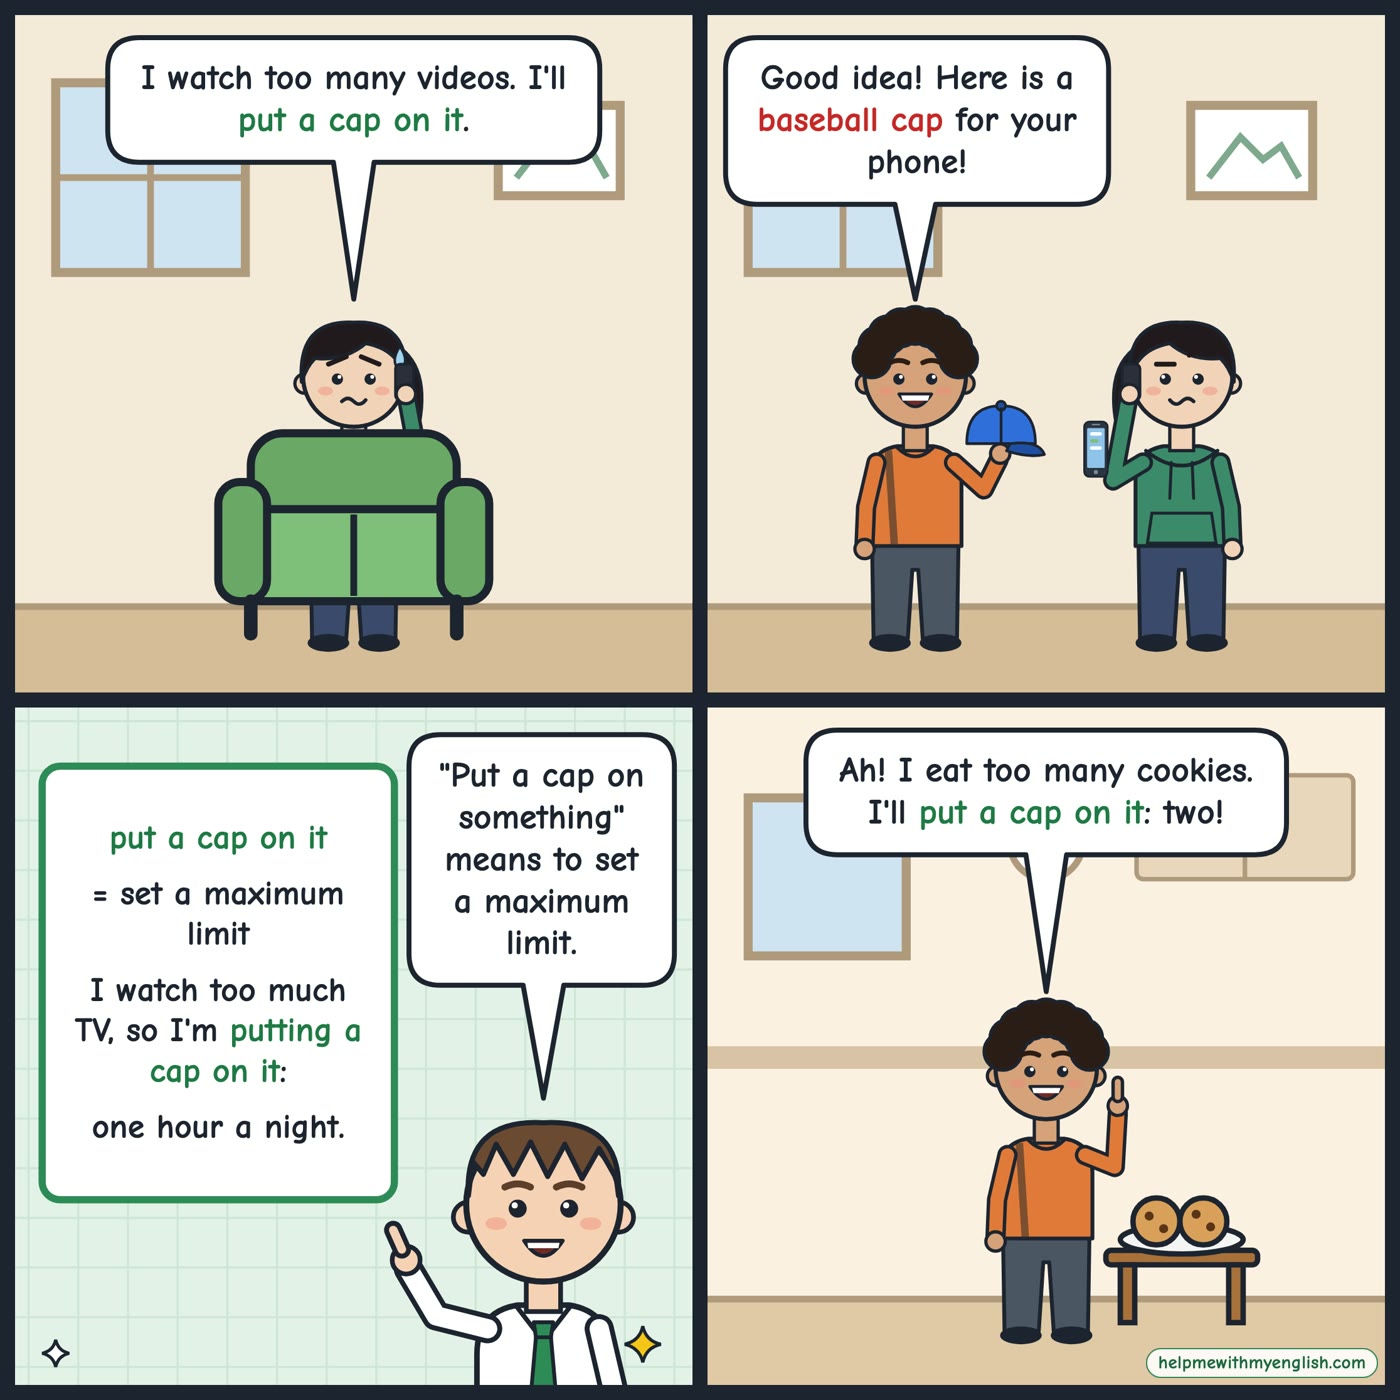 I watch too many videos. I'll
put a cap on it.
Good idea! Here is a
baseball cap for your
phone!
put a cap on it
= set a maximum
limit
I watch too much
TV, so I'm putting a
cap on it:
one hour a night.
"Put a cap on
something"
means to set
a maximum
limit.
Ah! I eat too many cookies.
I'll put a cap on it: two!
helpmewithmyenglish.com